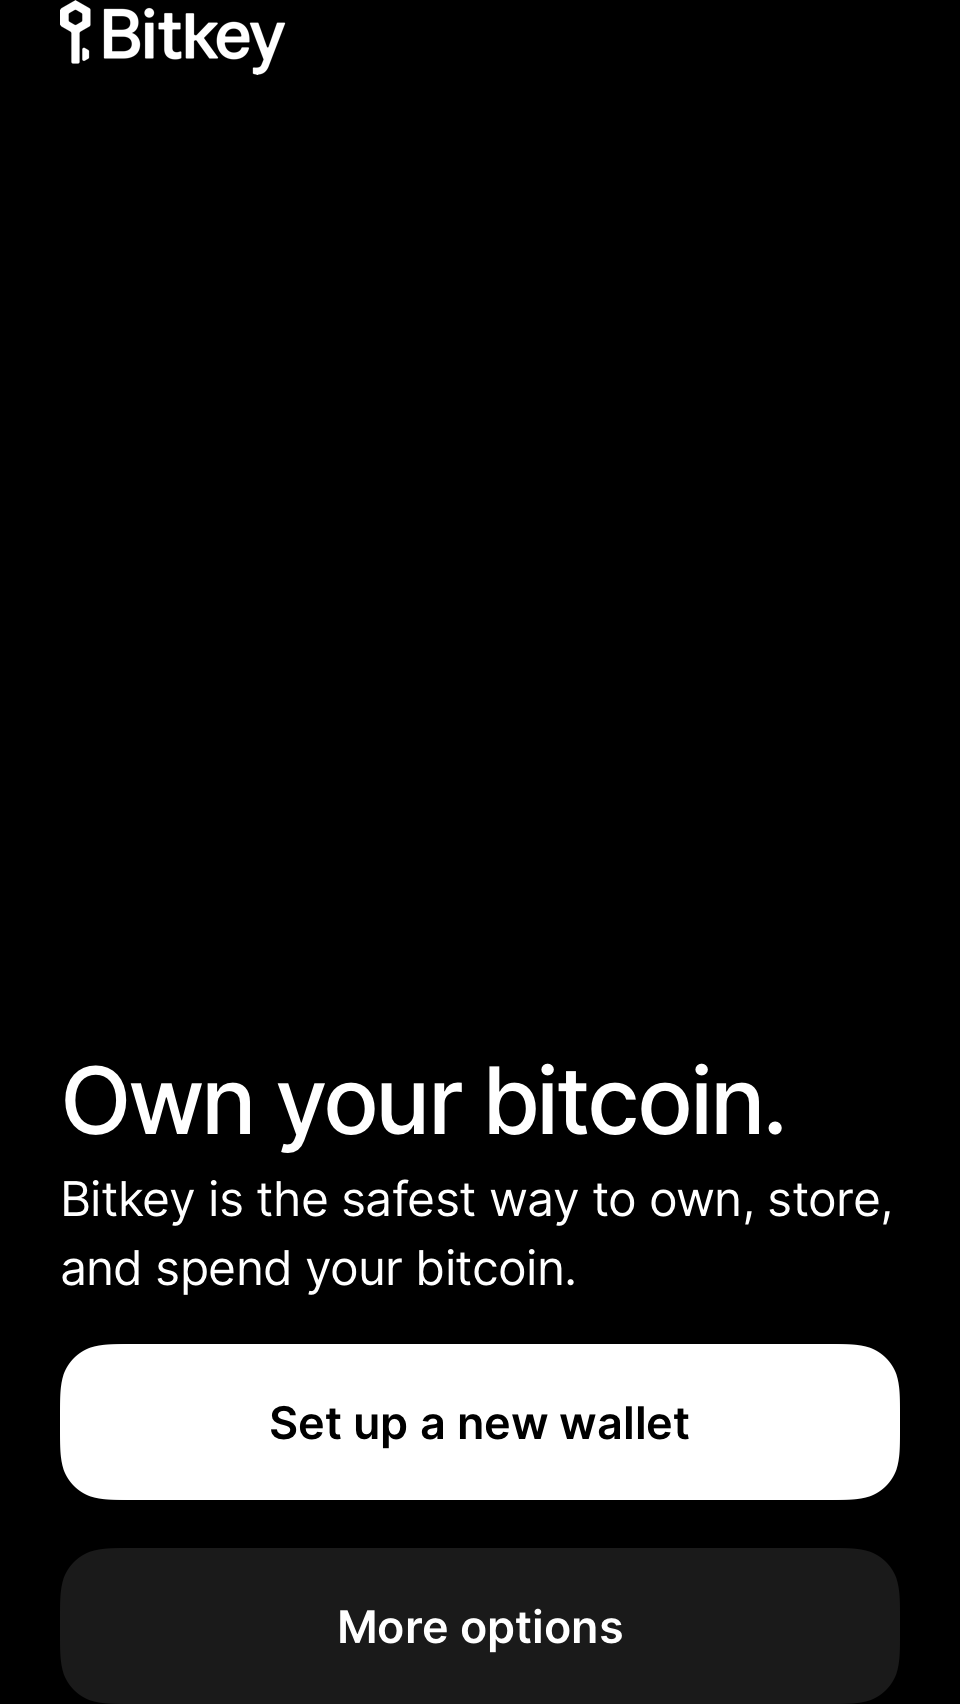 Bitkey
Own your bitcoin.
Bitkey is the safest way to own, store,
and spend your bitcoin.
Set up a new wallet
More options